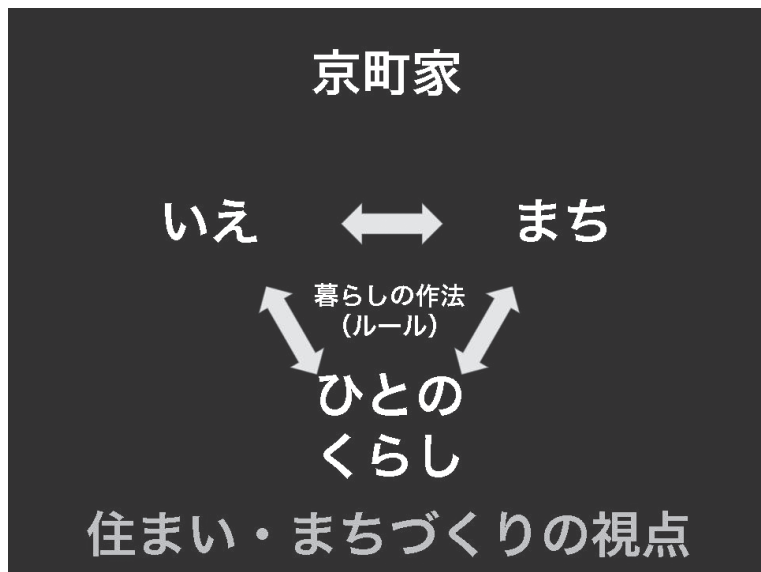 京町家
いえ
まち
暮らしの作法
（ルール）
ひとの
くらし
住まい・まちづくりの視点